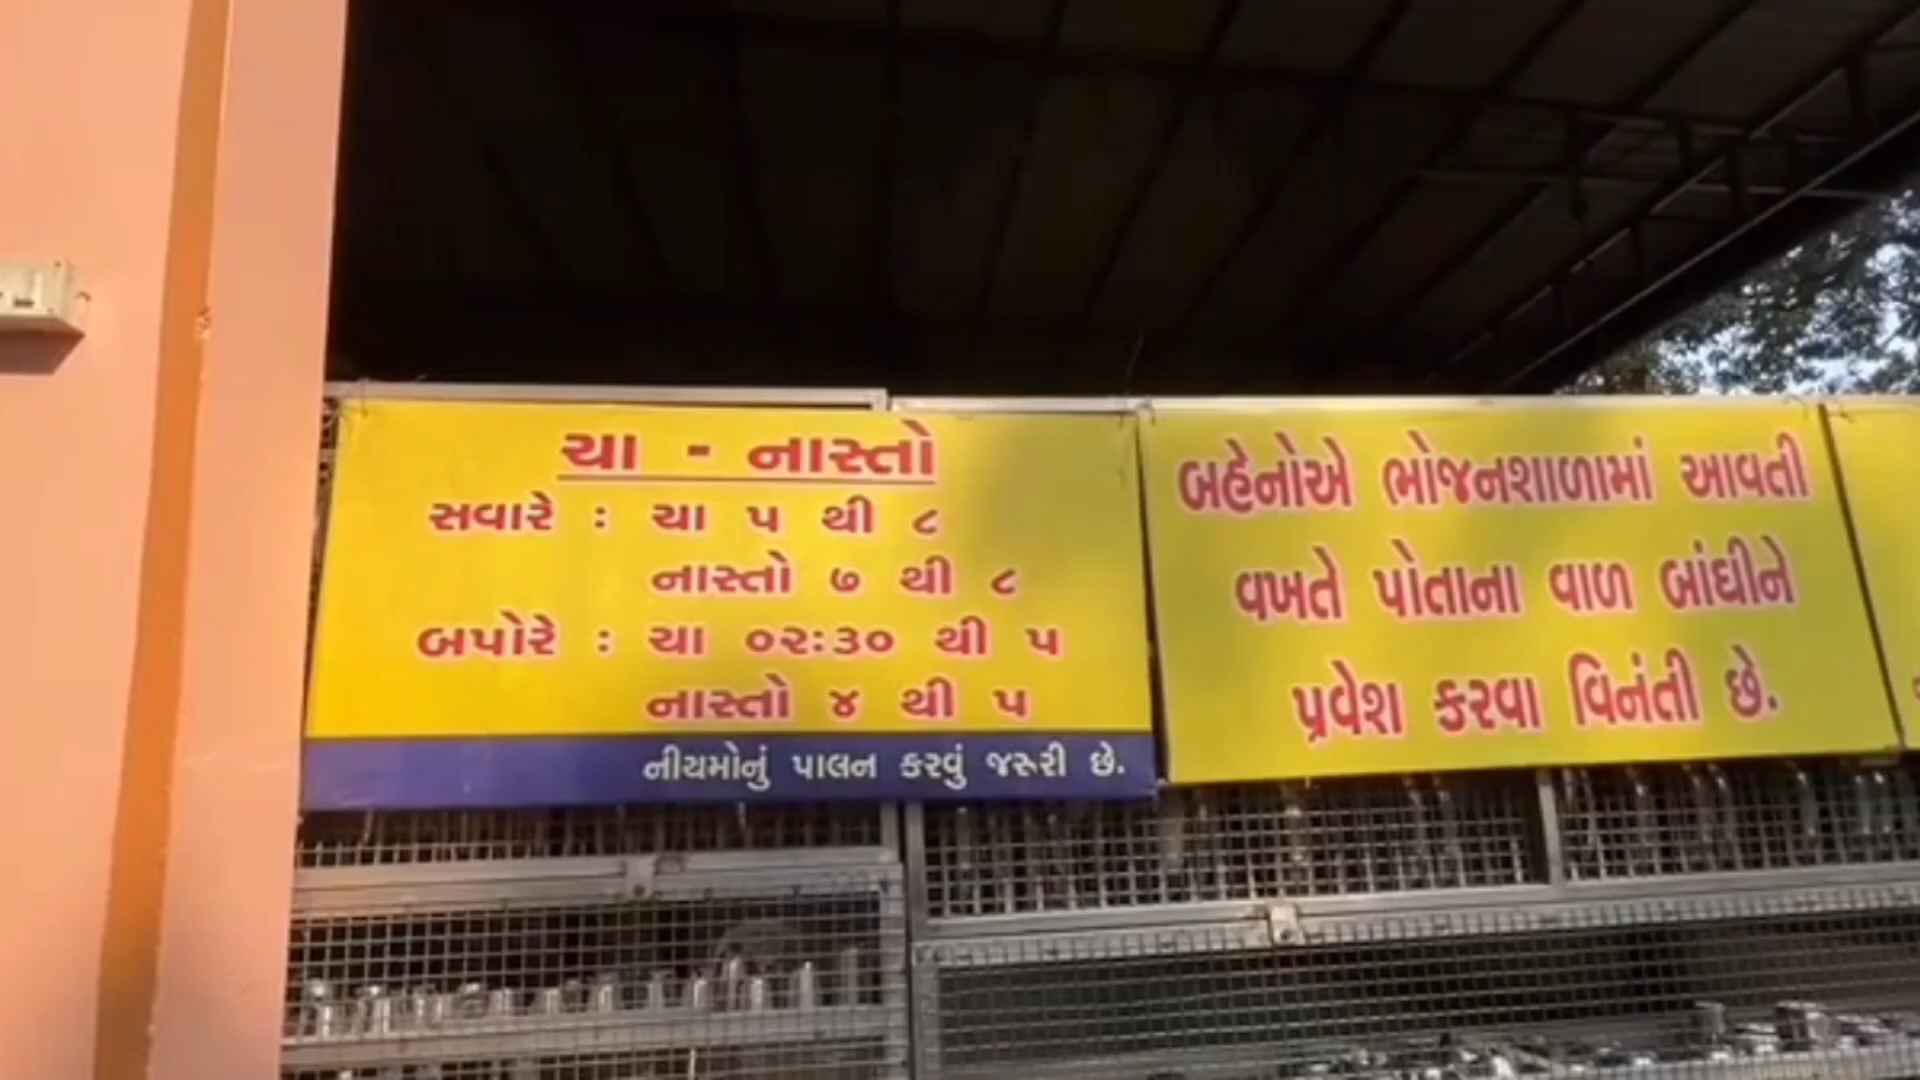 ચા - નાસ્તો
સવારે : ચા ૫ થી ૮
નાસ્તો ૭ થી ૮
બપોરે : ચા ૦૨:૩૦ થી ૫
નાસ્તો ૪ થી ૫
નીયમોનું પાલન કરવું જરૂરી છે.
બહેનોએ ભોજનશાળામાં આવતી
વખતે પોતાના વાળ બાંધીને
પ્રવેશ કરવા વિનંતી છે.